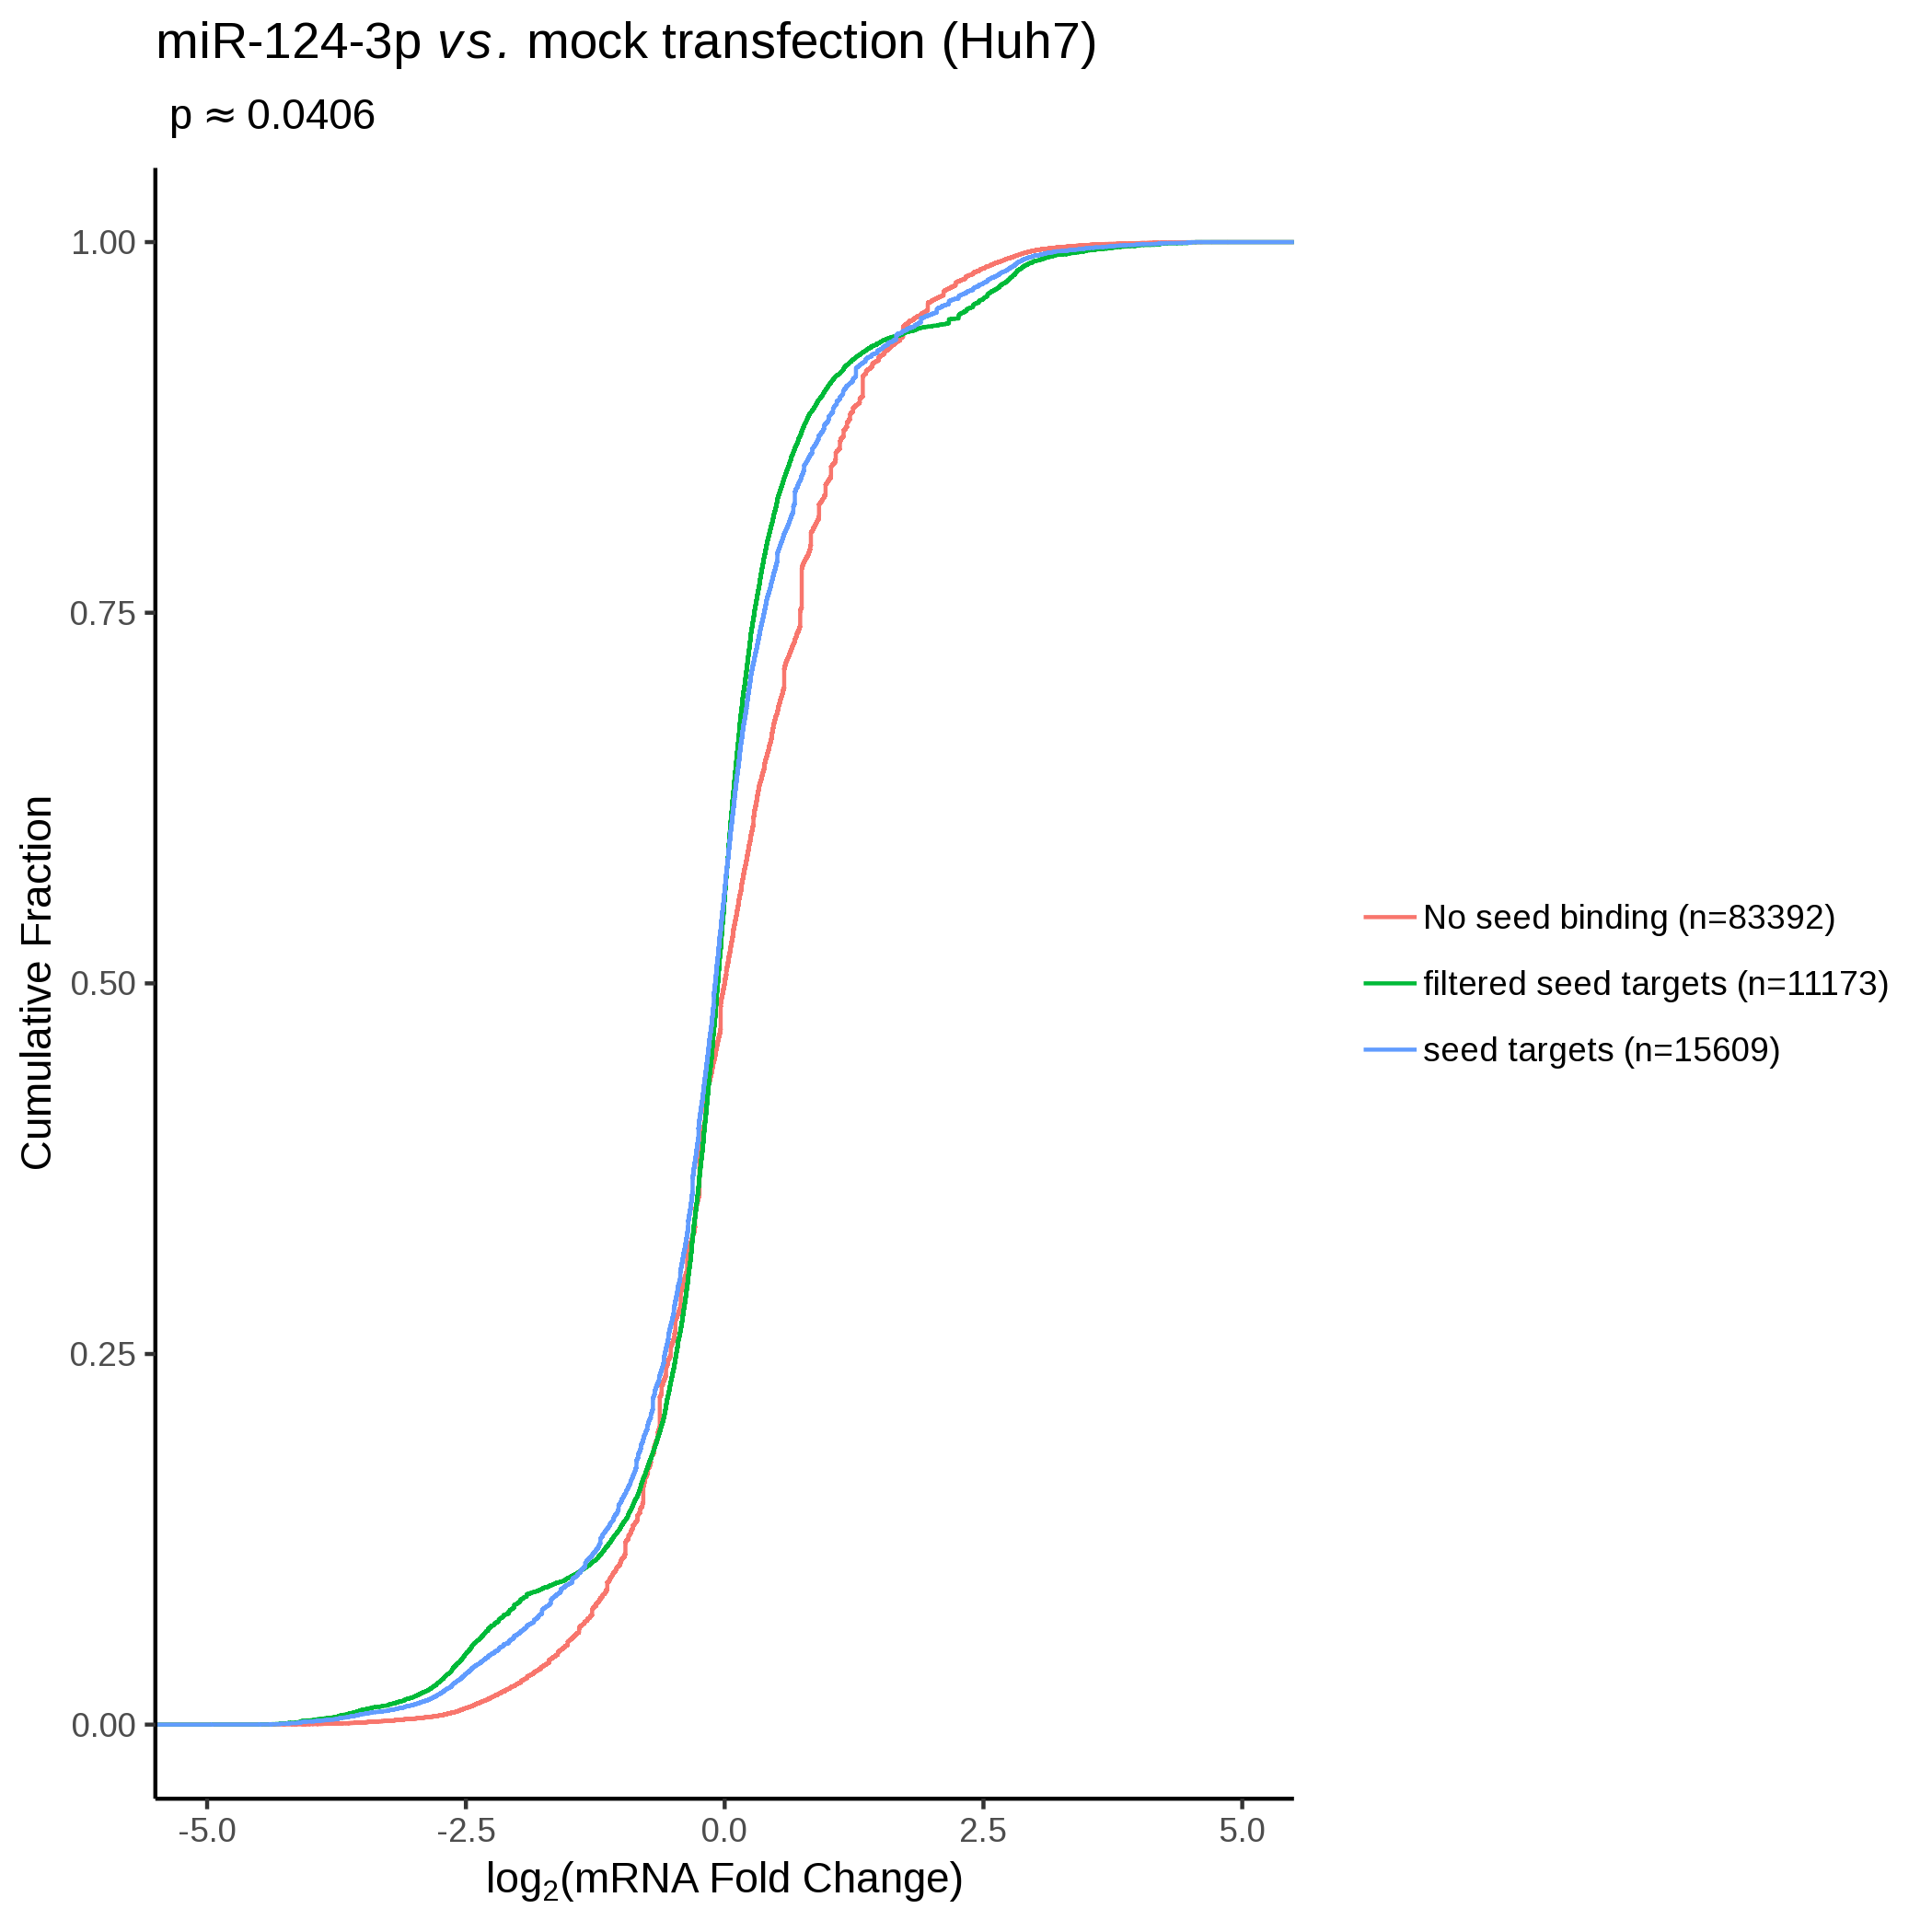 miR-124-3p vs. mock transfection (Huh7)
p ≈ 0.0406
1.00
0.75
0.50
0.25
0.00
Cumulative Fraction
-5.0
-2.5
0.0
2.5
5.0
log₂(mRNA Fold Change)
No seed binding (n=83392)
filtered seed targets (n=11173)
seed targets (n=15609)